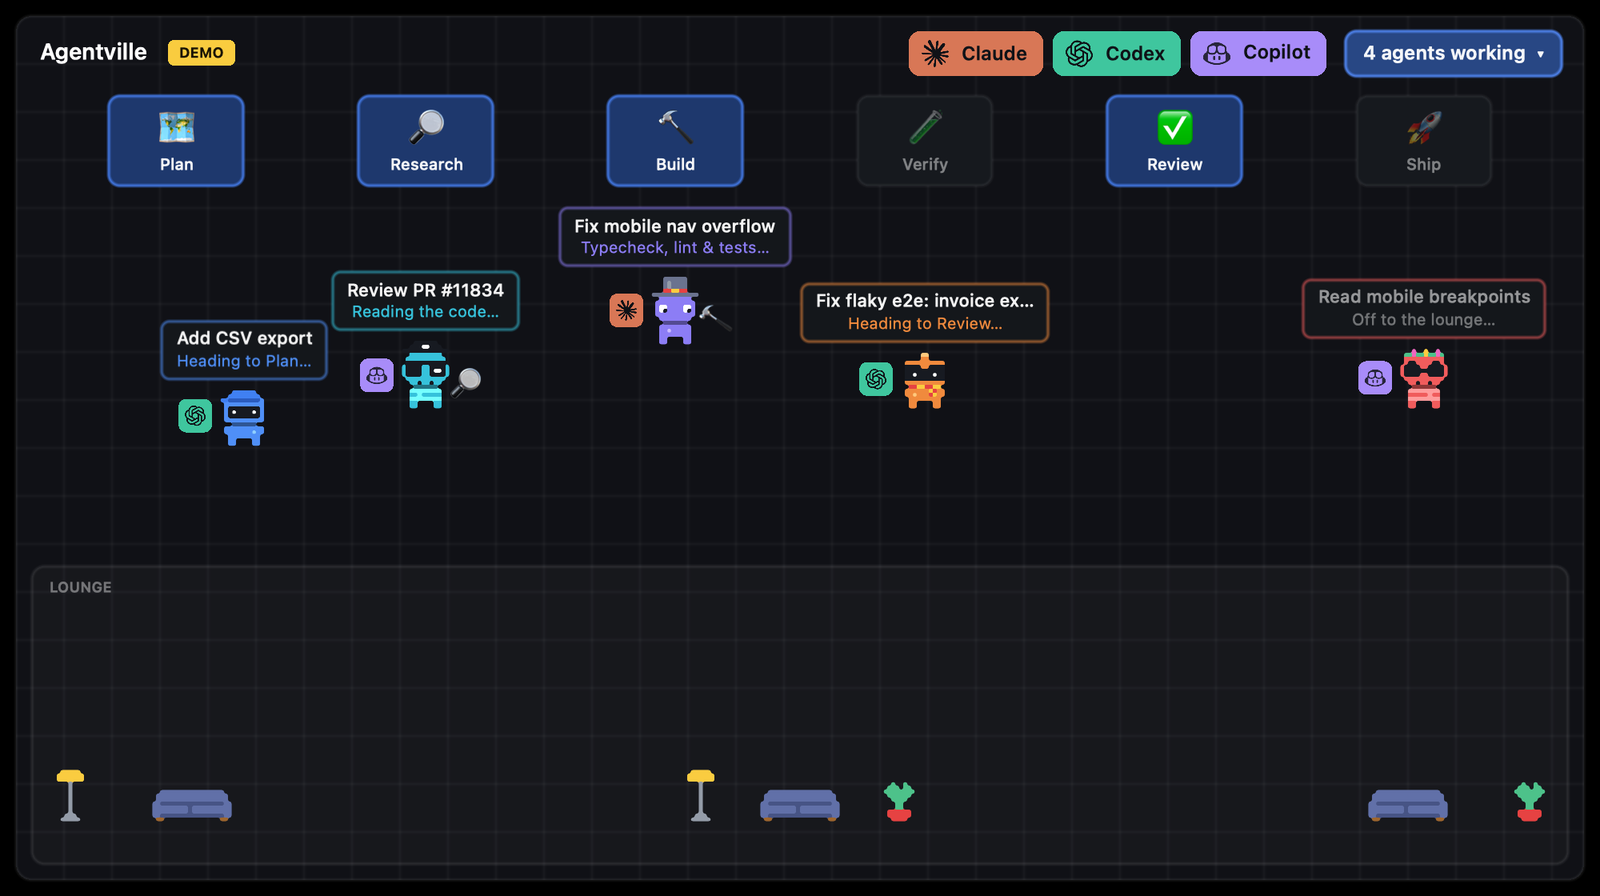 Agentville
DEMO
Claude
Codex
Copilot
4 agents working
Plan
Research
Build
Verify
Review
Ship
Fix mobile nav overflow
Typecheck, lint & tests...
Review PR #11834
Reading the code...
Add CSV export
Heading to Plan...
Fix flaky e2e: invoice ex...
Heading to Review...
Read mobile breakpoints
Off to the lounge...
LOUNGE